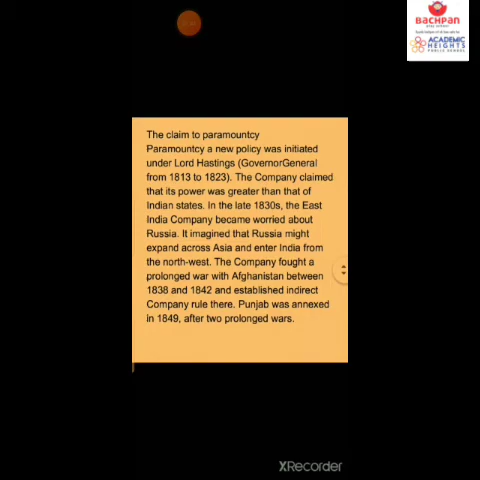 BACHPAN
ACADEMIC
HEIGHTS
PUBLIC SCHOOL
The claim to paramountcy
Paramountcy a new policy was initiated
under Lord Hastings (GovernorGeneral
from 1813 to 1823). The Company claimed
that its power was greater than that of
Indian states. In the late 1830s, the East
India Company became worried about
Russia. It imagined that Russia might
expand across Asia and enter India from
the north-west. The Company fought a
prolonged war with Afghanistan between
1838 and 1842 and established indirect
Company rule there. Punjab was annexed
in 1849, after two prolonged wars.
XRecorder